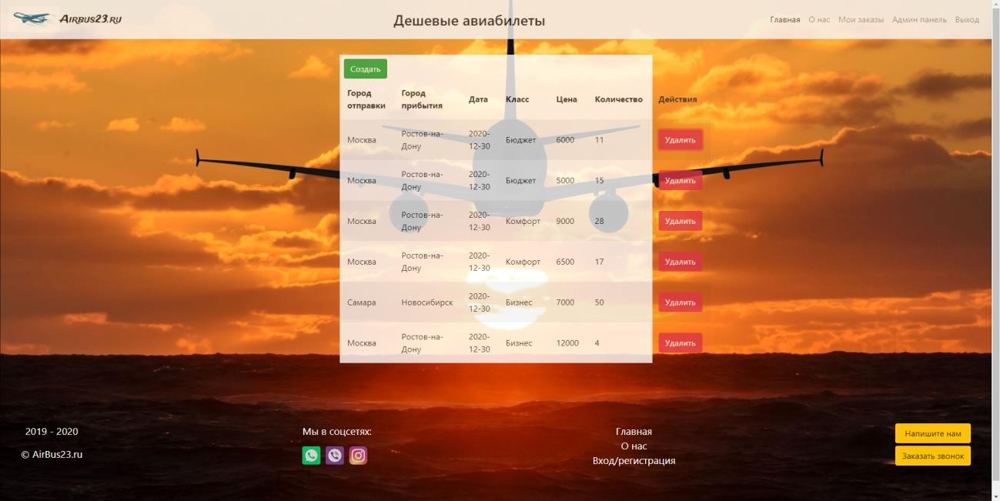 AIRBUS23.RU
Дешевые авиабилеты
Главная О нас Мои заказы Админ панель Выход
Создать
Город отправки Город прибытия Дата Класс Цена Количество Действия
Москва Ростов-на-Дону 2020-12-30 Бюджет 6000 11 Удалить
Москва Ростов-на-Дону 2020-12-30 Бюджет 5000 15 Удалить
Москва Ростов-на-Дону 2020-12-30 Комфорт 9000 28 Удалить
Москва Ростов-на-Дону 2020-12-30 Комфорт 6500 17 Удалить
Самара Новосибирск 2020-12-30 Бизнес 7000 50 Удалить
Москва Ростов-на-Дону 2020-12-30 Бизнес 12000 4 Удалить
2019 - 2020
© AirBus23.ru
Мы в соцсетях:
Главная
О нас
Вход/регистрация
Напишите нам
Заказать звонок